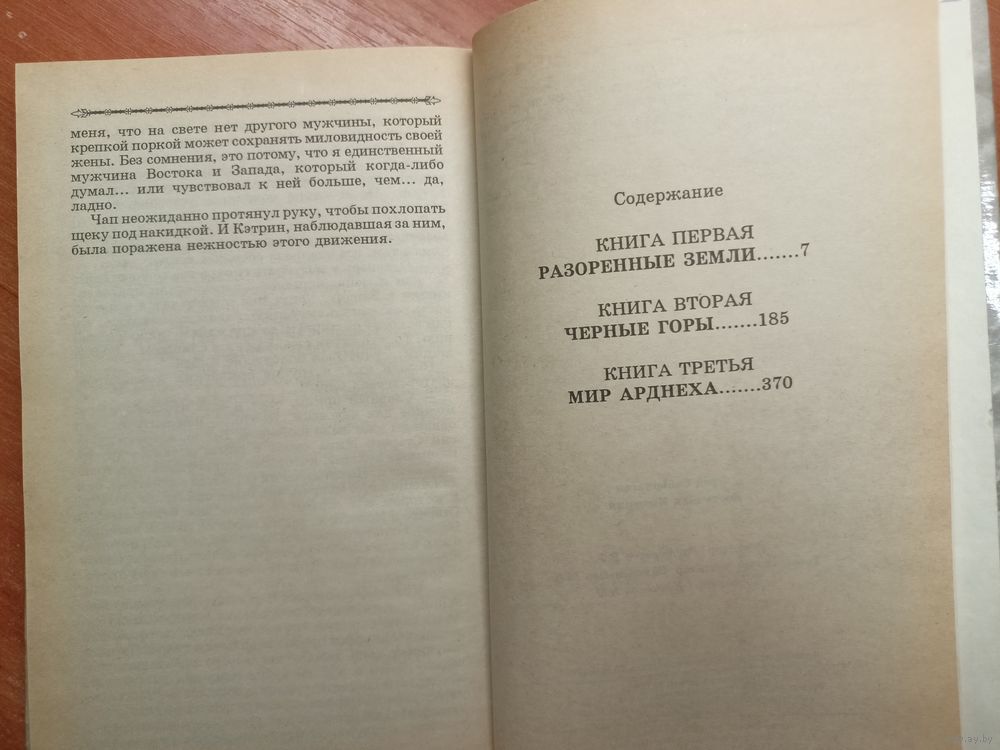 меня, что на свете нет другого мужчины, который
крепкой поркой может сохранять миловидность своей
жены. Без сомнения, это потому, что я единственный
мужчина Востока и Запада, который когда-либо
думал... или чувствовал к ней больше, чем... да,
ладно.
Чап неожиданно протянул руку, чтобы похлопать
щеку под накидкой. И Кэтрин, наблюдавшая за ним,
была поражена нежностью этого движения.
Содержание
КНИГА ПЕРВАЯ
РАЗОРЕННЫЕ ЗЕМЛИ.......7
КНИГА ВТОРАЯ
ЧЕРНЫЕ ГОРЫ.......185
КНИГА ТРЕТЬЯ
МИР АРДНЕХА.......370